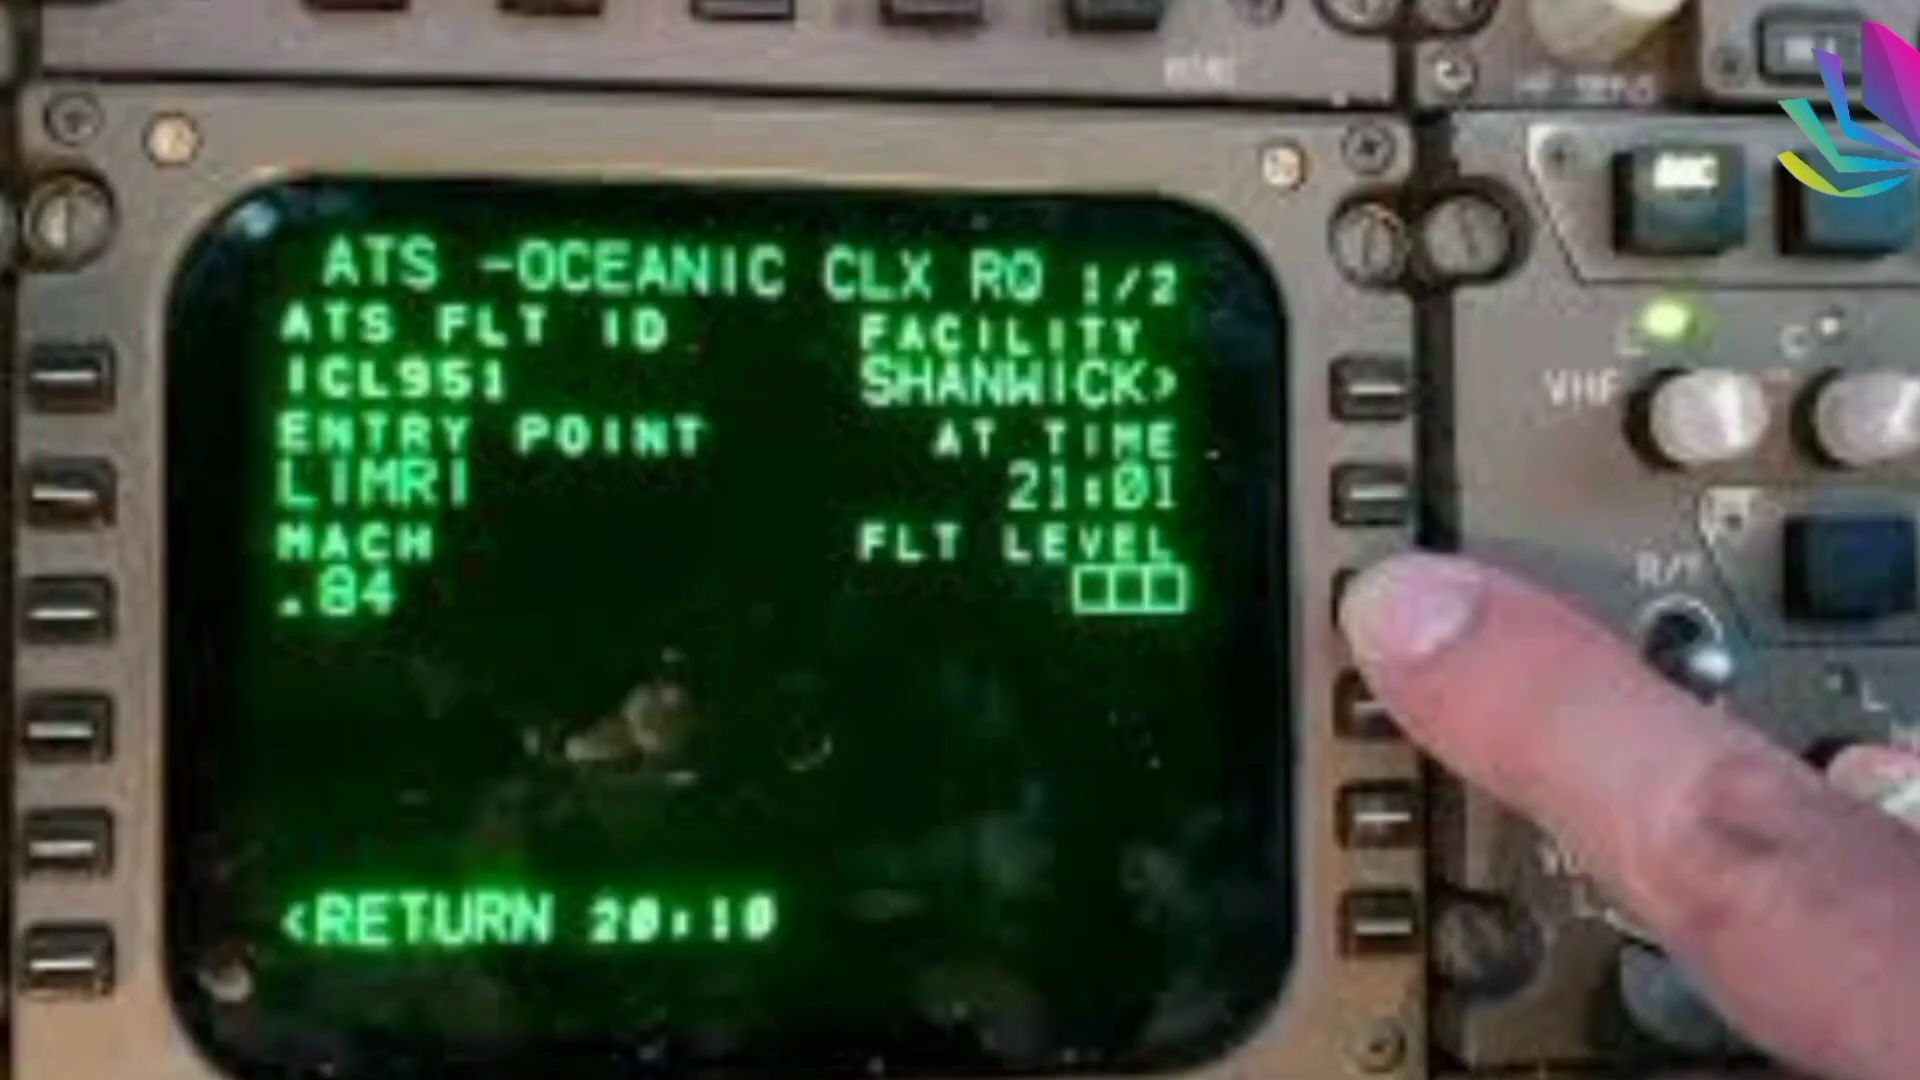 ATS -OCEANIC CLX RQ 1/2
ATS FLT ID FACILITY
ICL951 SHANWICK>
ENTRY POINT AT TIME
LIMRI 21:01
MACH FLT LEVEL
.84 □□□
<RETURN 20:10
VHF
C
R/T
L